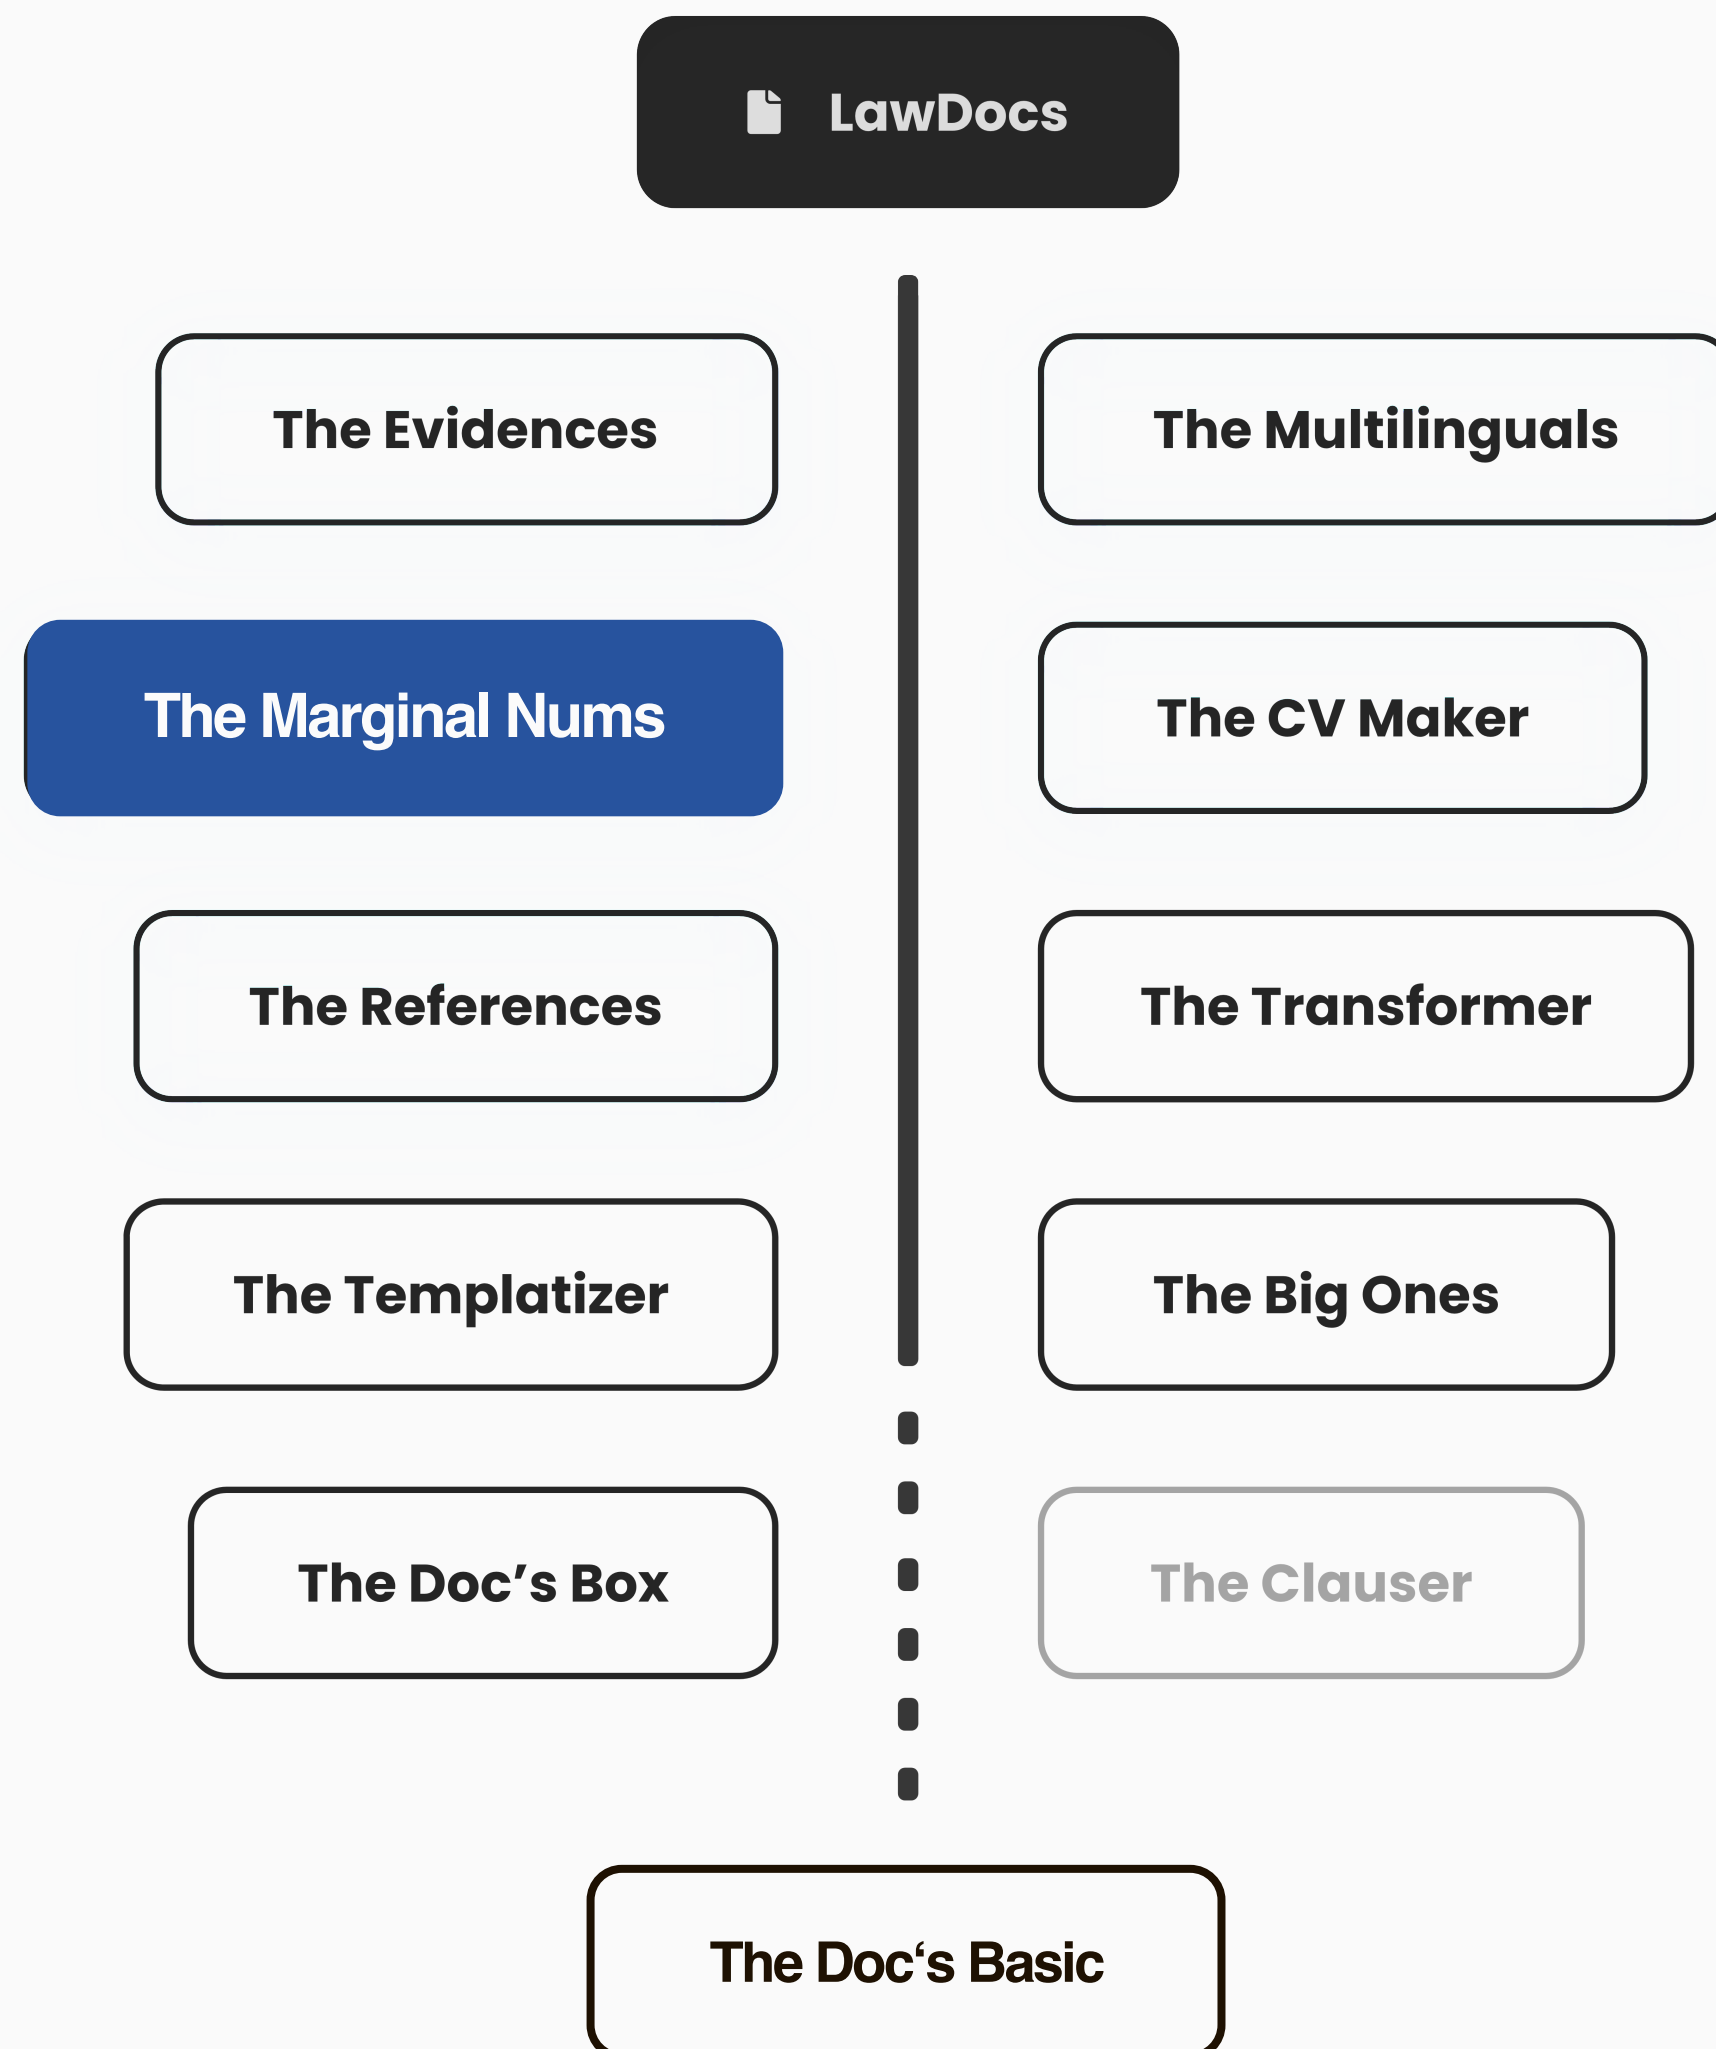 LawDocs
The Evidences
The Multilinguals
The Marginal Nums
The CV Maker
The References
The Transformer
The Templatizer
The Big Ones
The Doc’s Box
The Clauser
The Doc‘s Basic